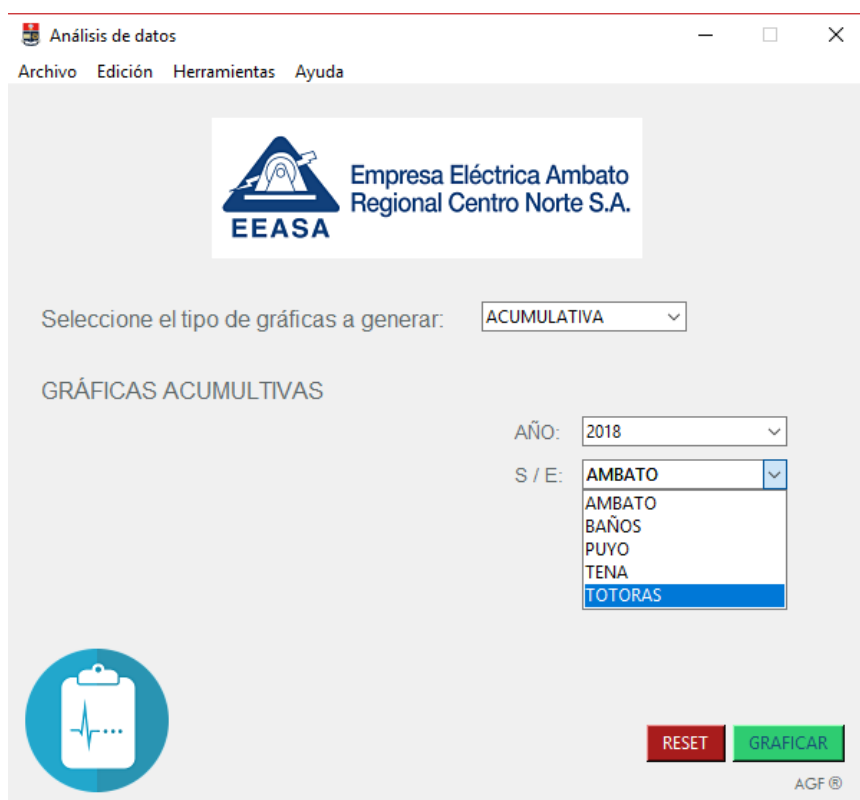 Análisis de datos
Archivo Edición Herramientas Ayuda
Empresa Eléctrica Ambato
Regional Centro Norte S.A.
EEASA
Seleccione el tipo de gráficas a generar: ACUMULATIVA
GRÁFICAS ACUMULTIVAS
AÑO: 2018
S / E: AMBATO
AMBATO
BAÑOS
PUYO
TENA
TOTORAS
RESET GRAFICAR
AGF ®